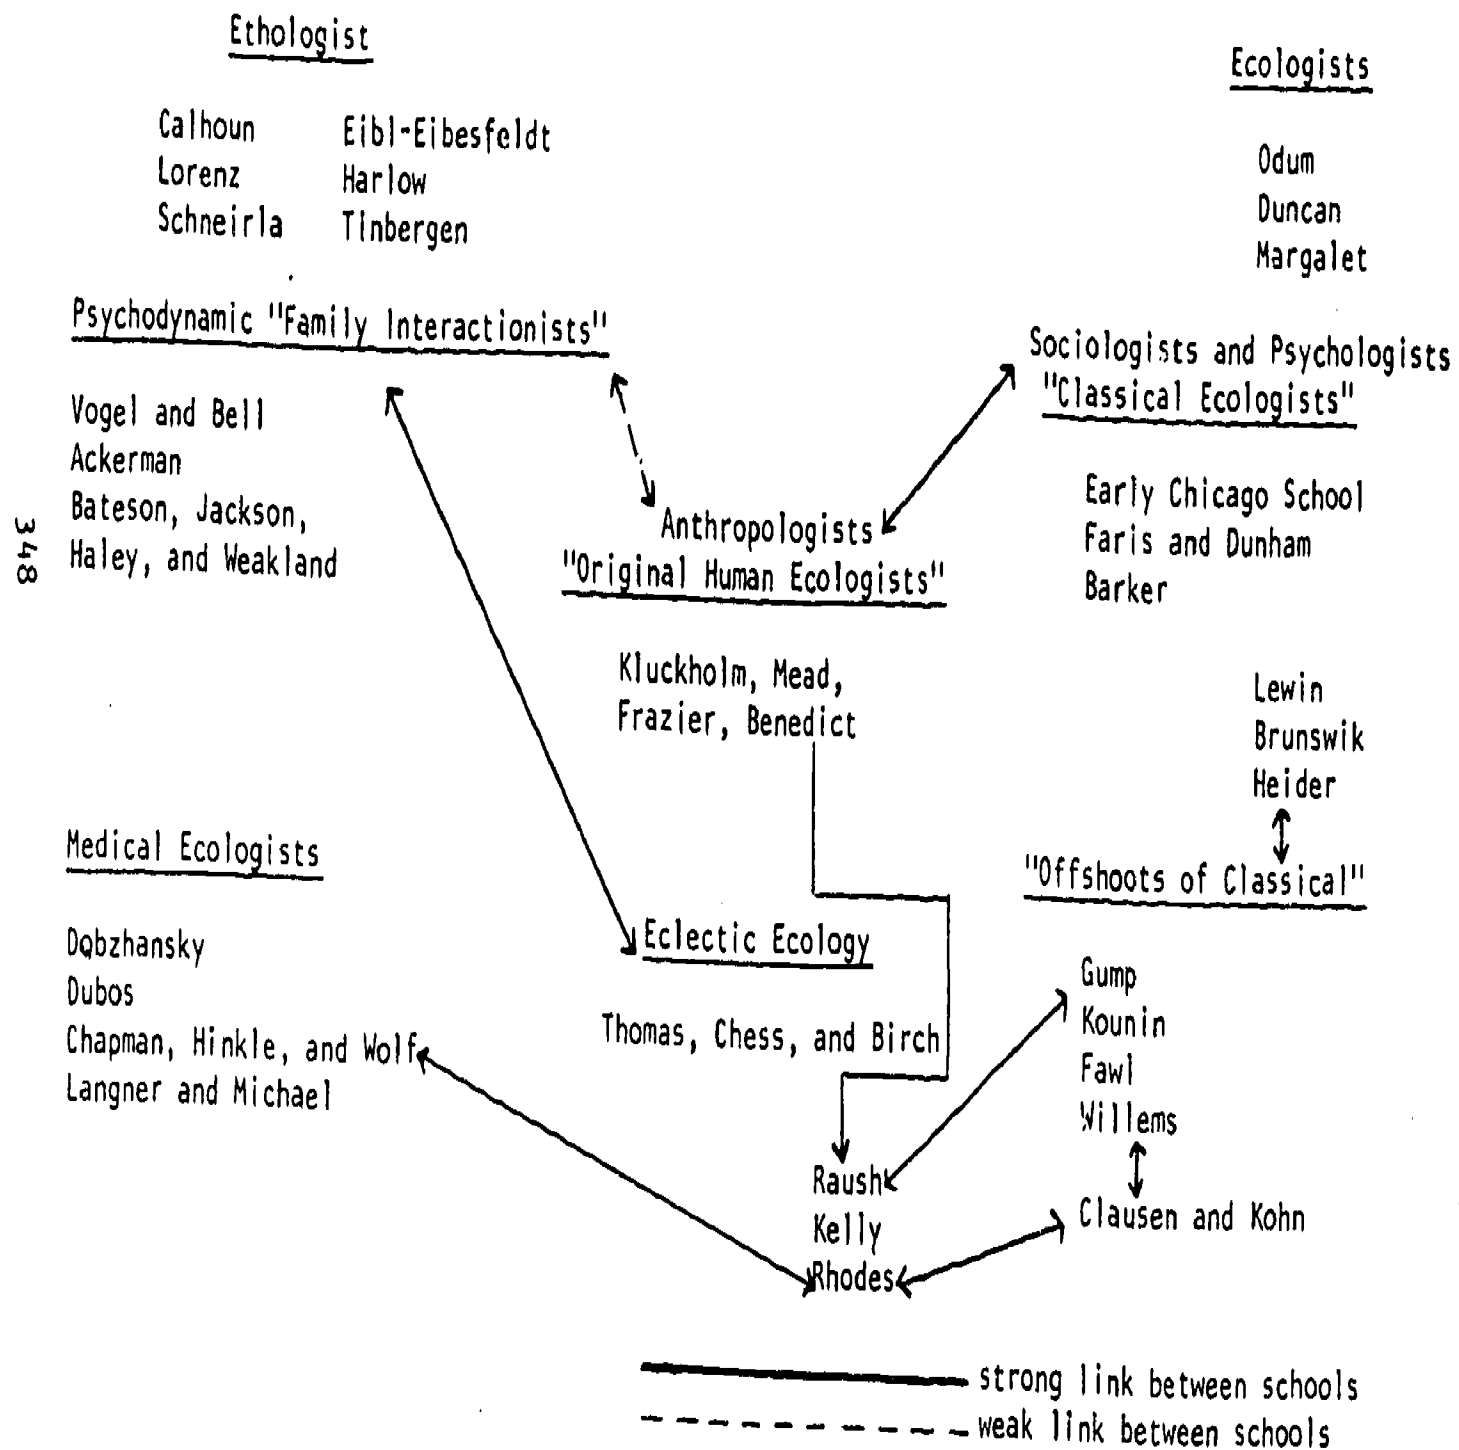 Ethologist
Calhoun Eibl-Eibesfeldt
Lorenz Harlow
Schneirla Tinbergen
Ecologists
Odum
Duncan
Margalet
Psychodynamic "Family Interactionists"
Vogel and Bell
Ackerman
Bateson, Jackson,
Haley, and Weakland
348
Sociologists and Psychologists
"Classical Ecologists"
Early Chicago School
Faris and Dunham
Barker
Anthropologists
"Original Human Ecologists"
Kluckholm, Mead,
Frazier, Benedict
Lewin
Brunswik
Heider
Medical Ecologists
Dobzhansky
Dubos
Chapman, Hinkle, and Wolf
Langner and Michael
Eclectic Ecology
Thomas, Chess, and Birch
"Offshoots of Classical"
Gump
Kounin
Fawl
Willems
Clausen and Kohn
Raush
Kelly
Rhodes
strong link between schools
weak link between schools